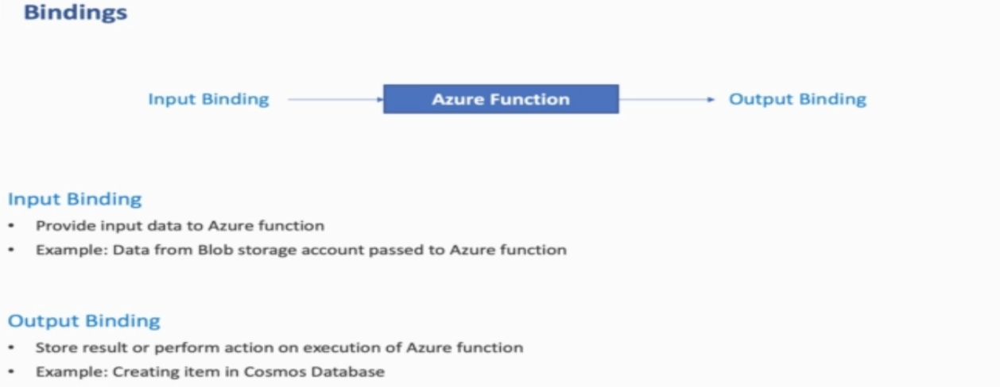 Bindings
Input Binding Azure Function Output Binding
Input Binding
• Provide input data to Azure function
• Example: Data from Blob storage account passed to Azure function
Output Binding
• Store result or perform action on execution of Azure function
• Example: Creating item in Cosmos Database